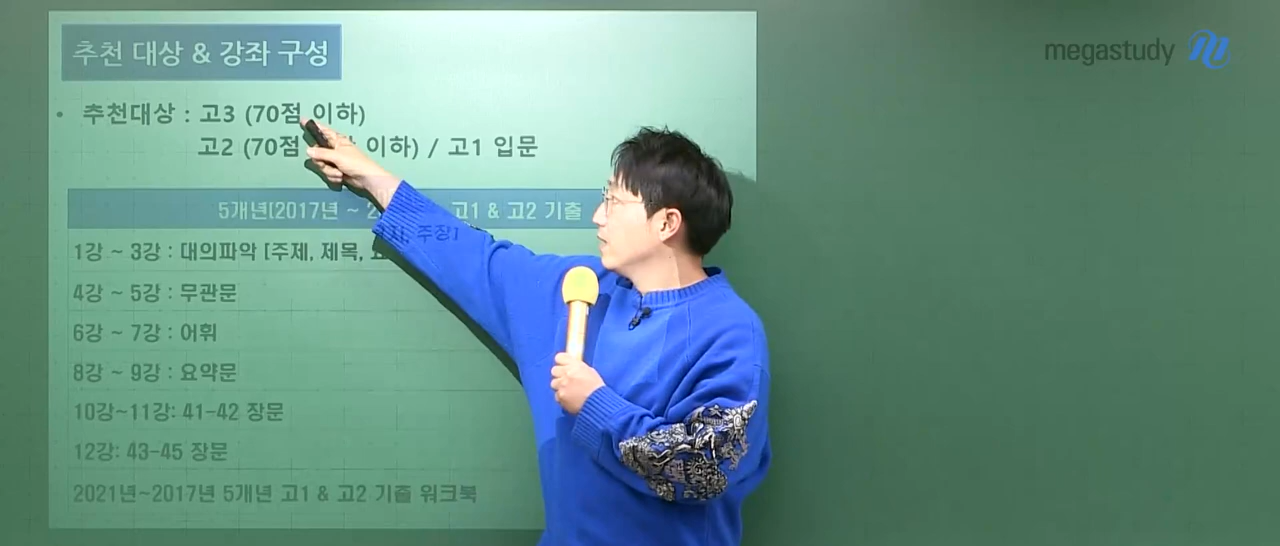 추천 대상 & 강좌 구성
megastudy
• 추천대상 : 고3 (70점 이하)
고2 (70점 이하) / 고1 입문
5개년[2017년 ~ 고1 & 고2 기출
1강 ~ 3강 : 대의파악 [주제, 제목, 주장]
4강 ~ 5강 : 무관문
6강 ~ 7강 : 어휘
8강 ~ 9강 : 요약문
10강~11강: 41-42 장문
12강: 43-45 장문
2021년~2017년 5개년 고1 & 고2 기출 워크북